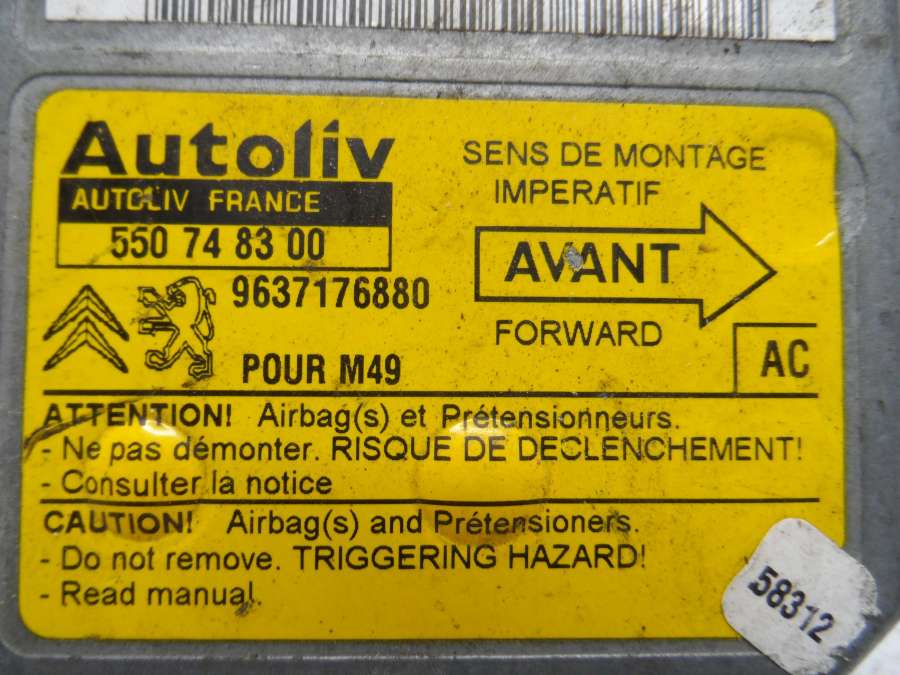 Autoliv
AUTOLIV FRANCE
550 74 83 00
9637176880
POUR M49
SENS DE MONTAGE
IMPERATIF
AVANT
FORWARD
AC
ATTENTION! Airbag(s) et Prétensionneurs.
- Ne pas démonter. RISQUE DE DECLENCHEMENT!
- Consulter la notice
CAUTION! Airbag(s) and Prétensioners.
- Do not remove. TRIGGERING HAZARD!
- Read manual.
58312